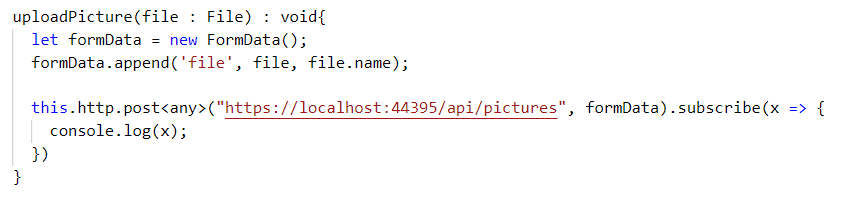 uploadPicture(file : File) : void{
  let formData = new FormData();
  formData.append('file', file, file.name);

  this.http.post<any>("https://localhost:44395/api/pictures", formData).subscribe(x => {
    console.log(x);
  })
}